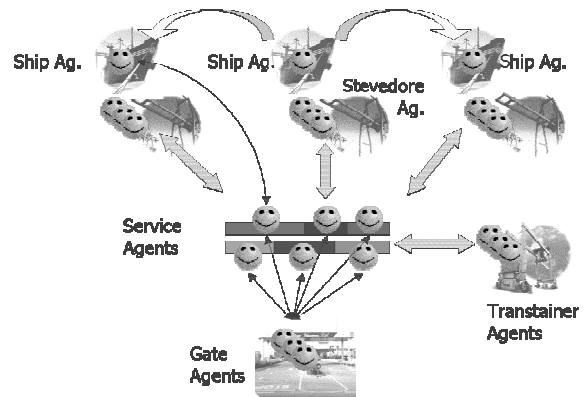 Ship Ag.
Ship Ag.
Ship Ag.
Stevedore
Ag.
Service
Agents
Transtainer
Agents
Gate
Agents